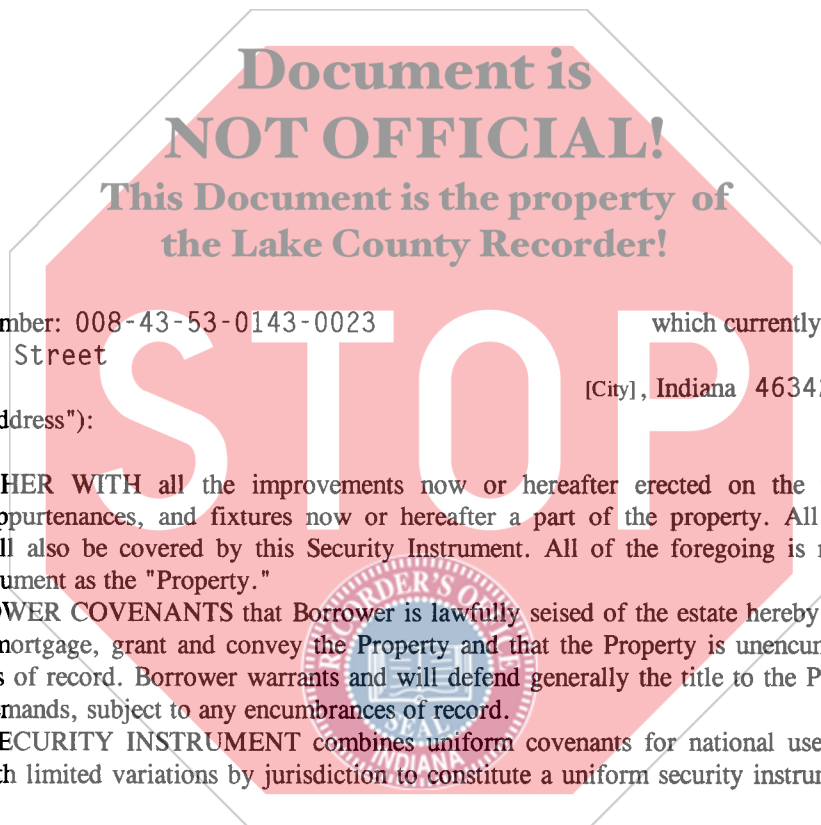 Document is
NOT OFFICIAL!
This Document is the property of
the Lake County Recorder!
STOP
mber: 008-43-53-0143-0023 which currently
Street
[City], Indiana 4634
ddress"):
HER WITH all the improvements now or hereafter erected on the
ppurtenances, and fixtures now or hereafter a part of the property. All
ll also be covered by this Security Instrument. All of the foregoing is
ument as the "Property."
OWER COVENANTS that Borrower is lawfully seised of the estate hereby
mortgage, grant and convey the Property and that the Property is unencum
s of record. Borrower warrants and will defend generally the title to the P
mands, subject to any encumbrances of record.
ECURITY INSTRUMENT combines uniform covenants for national use
th limited variations by jurisdiction to constitute a uniform security instrum
RECORDER'S OFFICE
SEAL
INDIANA